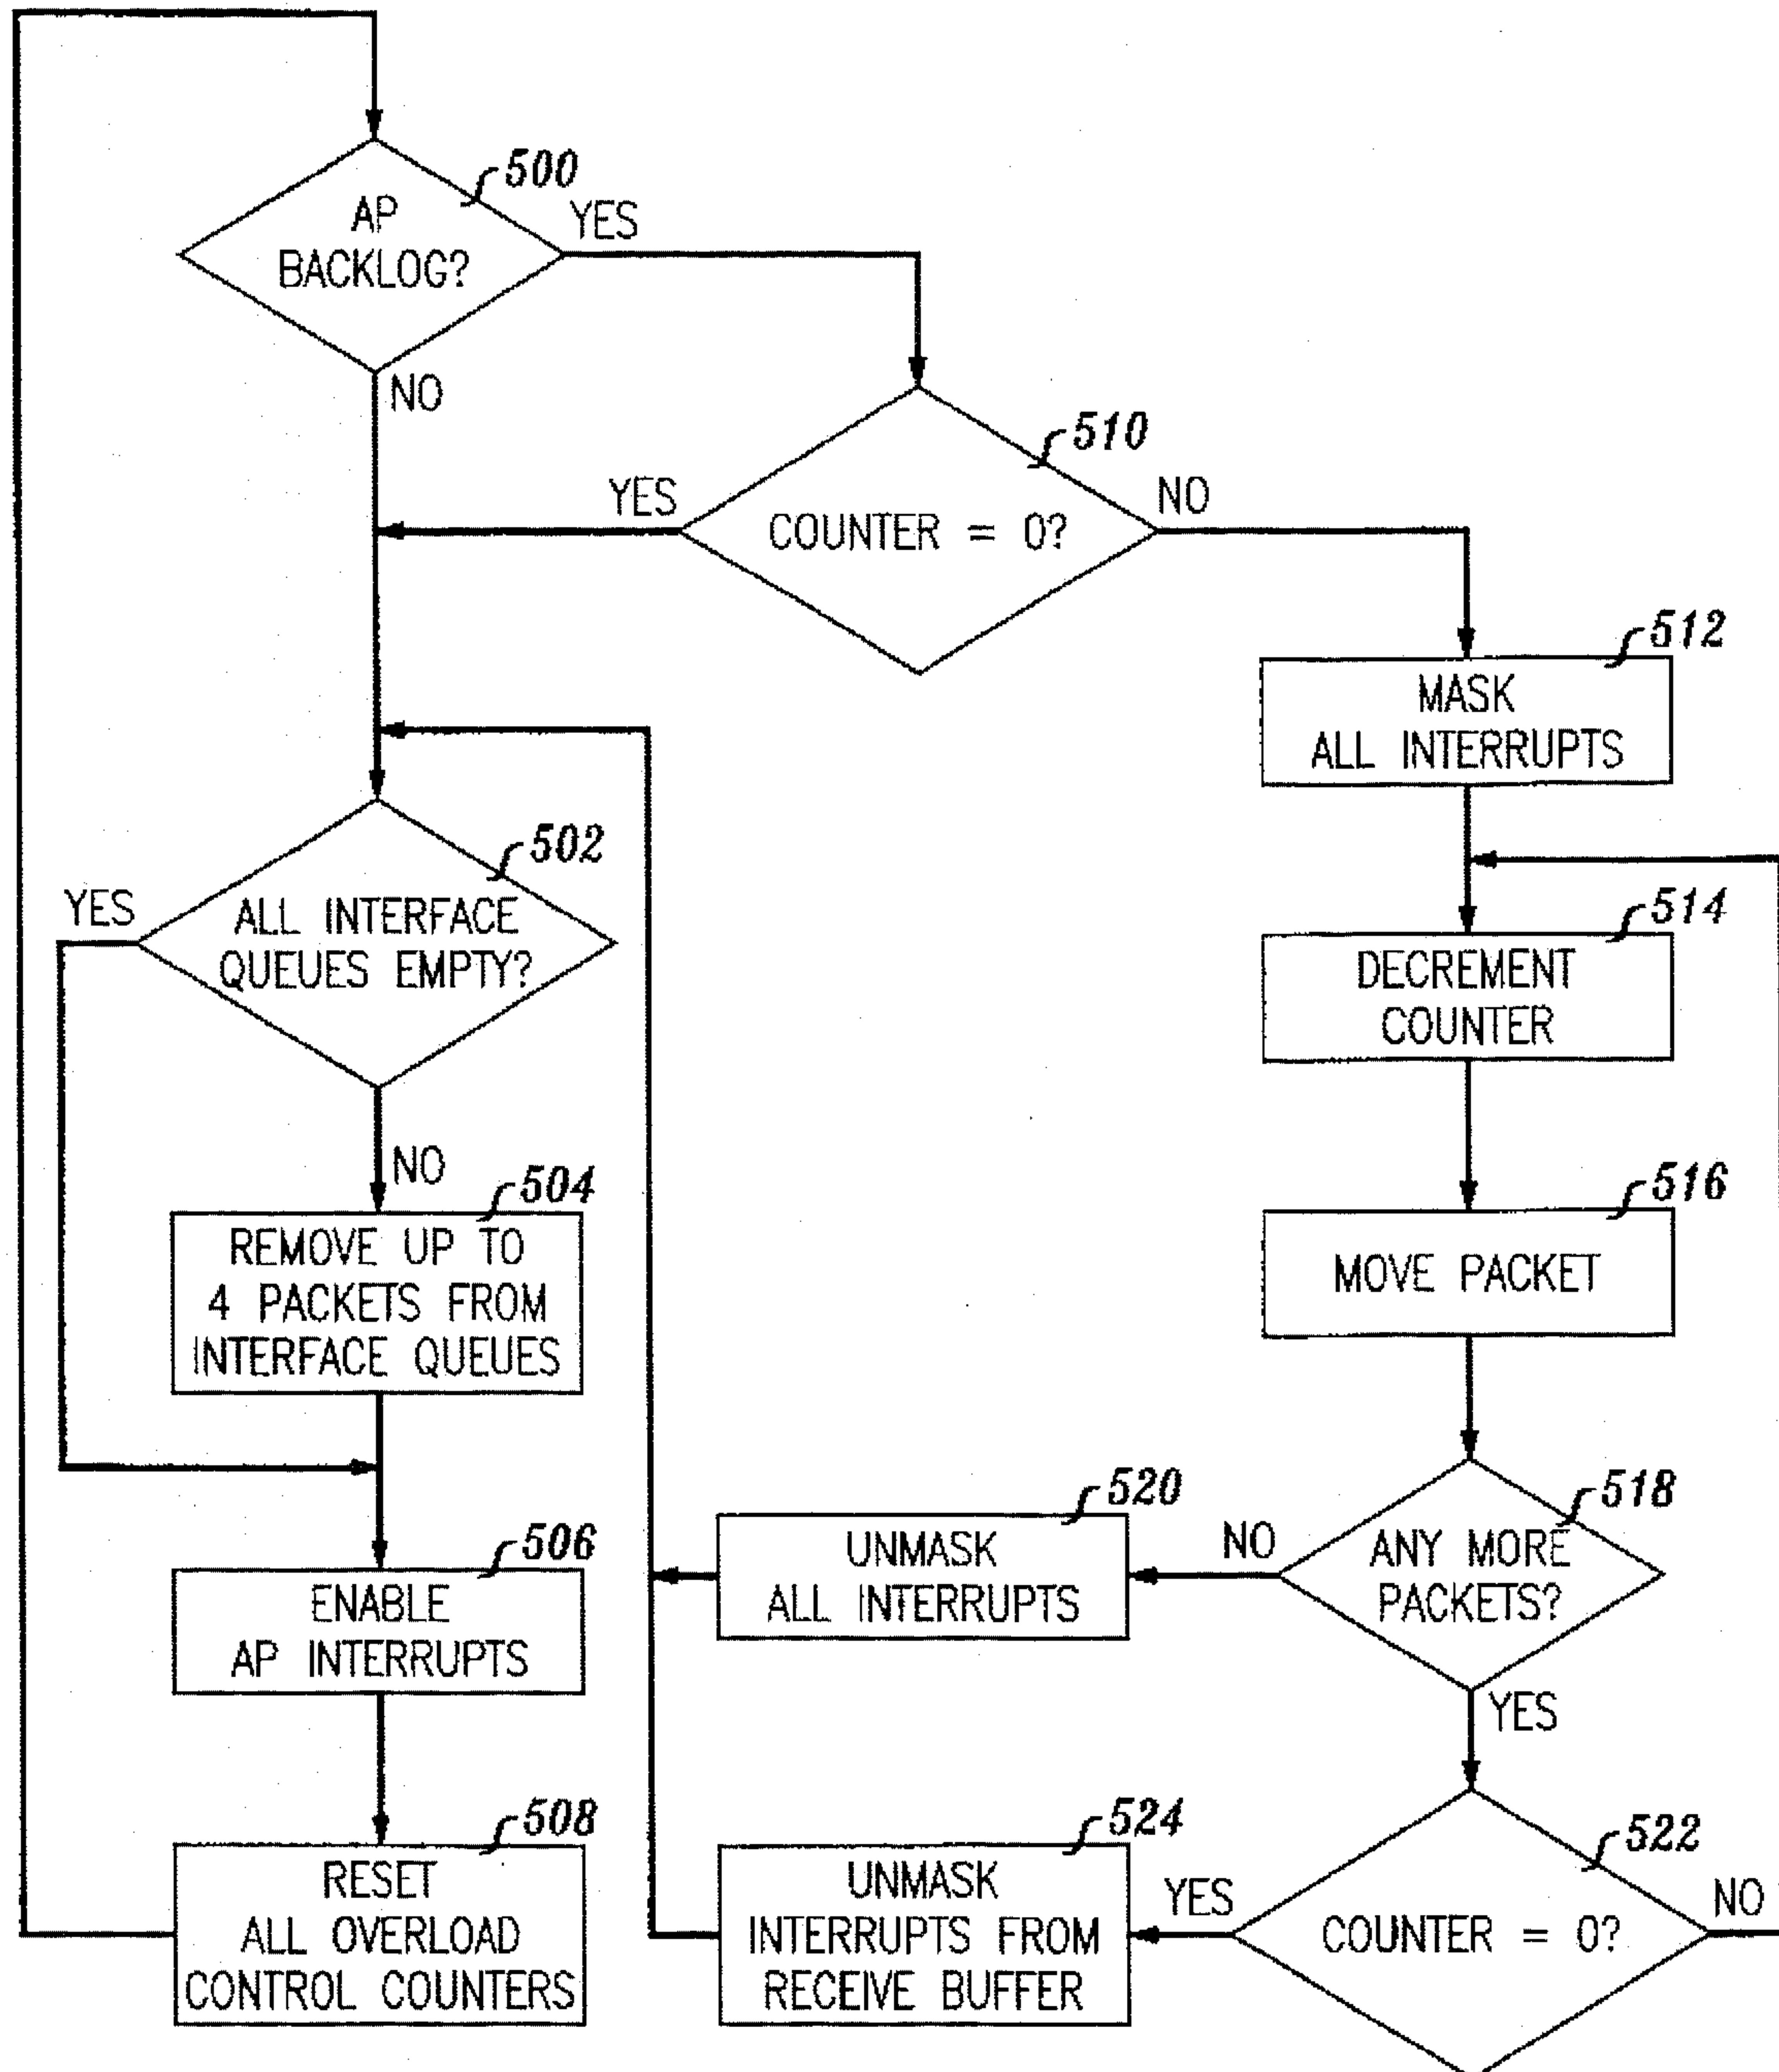 500
AP
BACKLOG?
YES
NO
510
COUNTER = 0?
YES
NO
512
MASK
ALL INTERRUPTS
502
ALL INTERFACE
QUEUES EMPTY?
YES
NO
514
DECREMENT
COUNTER
504
REMOVE UP TO
4 PACKETS FROM
INTERFACE QUEUES
516
MOVE PACKET
506
ENABLE
AP INTERRUPTS
520
UNMASK
ALL INTERRUPTS
518
ANY MORE
PACKETS?
NO
YES
508
RESET
ALL OVERLOAD
CONTROL COUNTERS
524
UNMASK
INTERRUPTS FROM
RECEIVE BUFFER
522
COUNTER = 0?
YES
NO